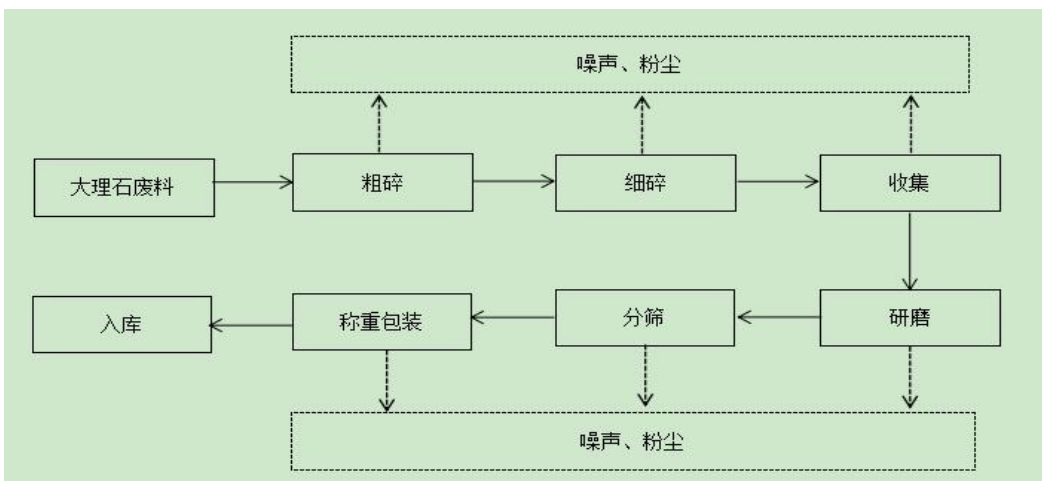 噪声、粉尘
大理石废料
粗碎
细碎
收集
入库
称重包装
分筛
研磨
噪声、粉尘